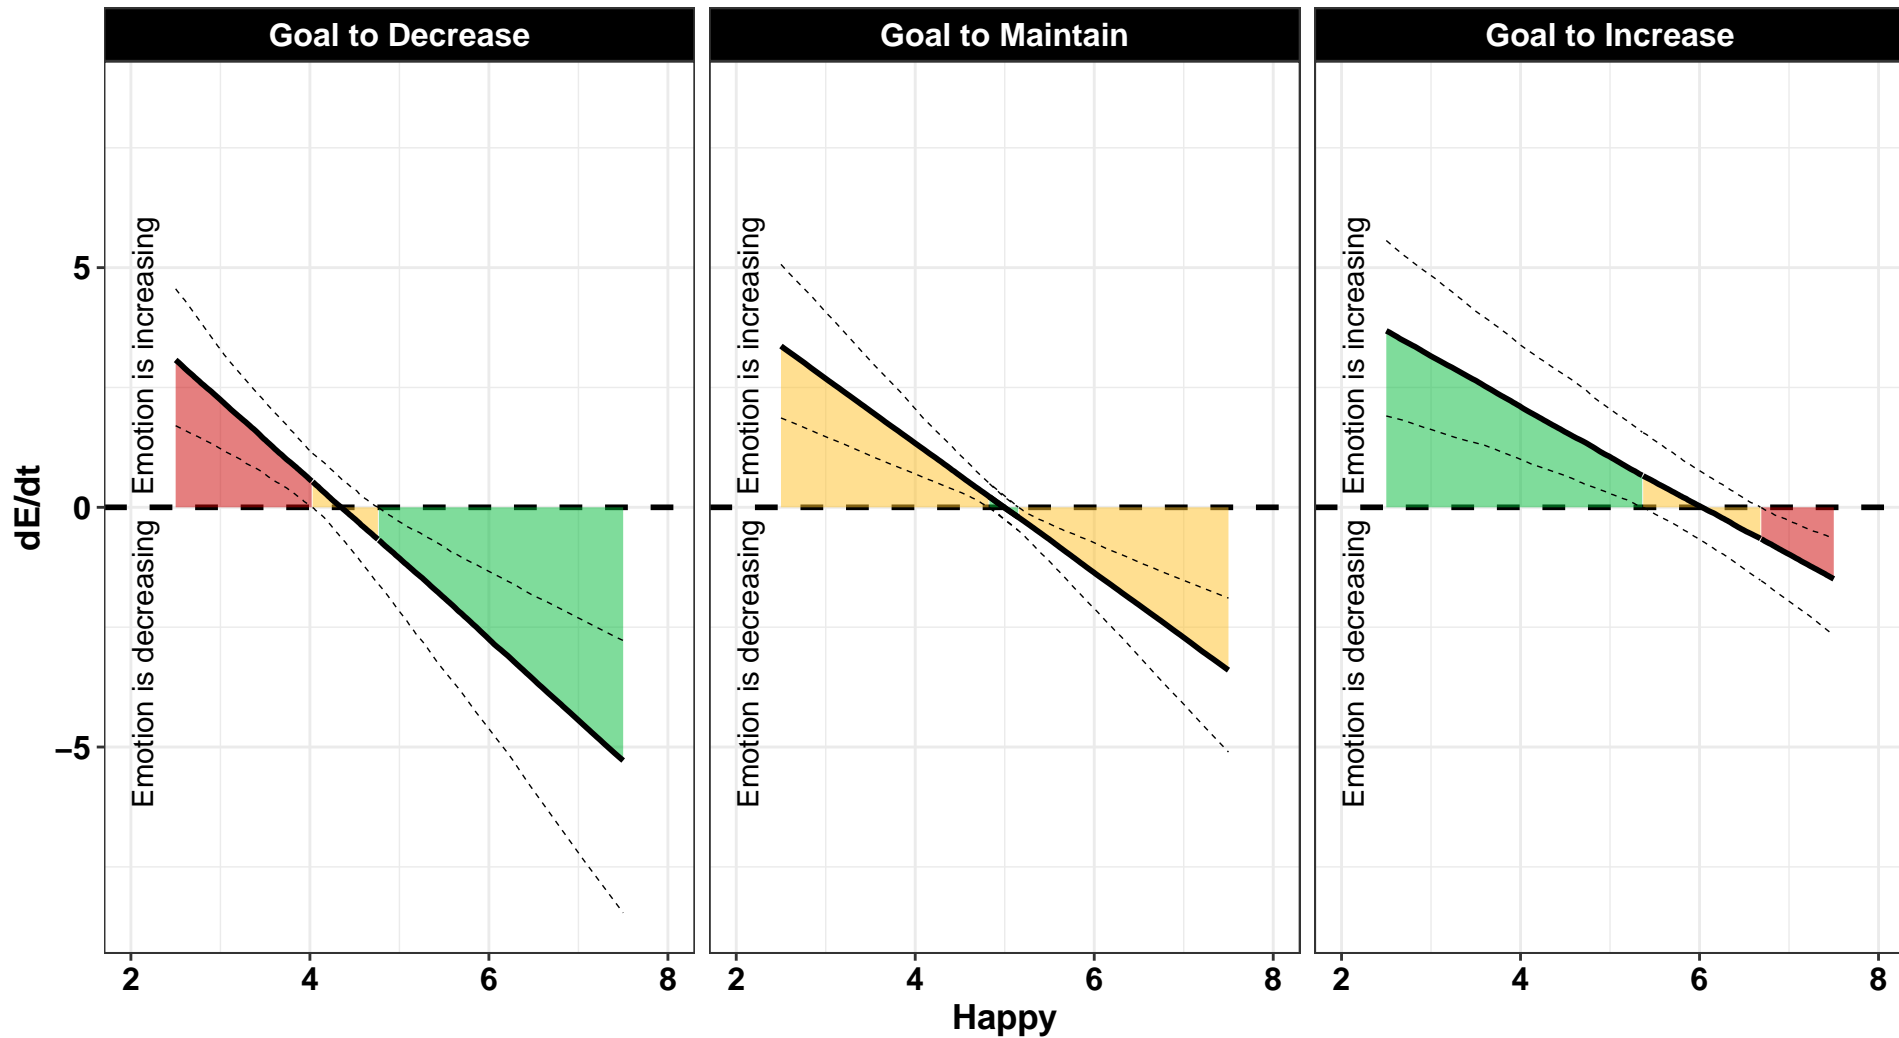 Goal to Decrease
Goal to Maintain
Goal to Increase
dE/dt
5
0
−5
Emotion is increasing
Emotion is decreasing
Emotion is increasing
Emotion is decreasing
Emotion is increasing
Emotion is decreasing
2 4 6 8
2 4 6 8
2 4 6 8
Happy